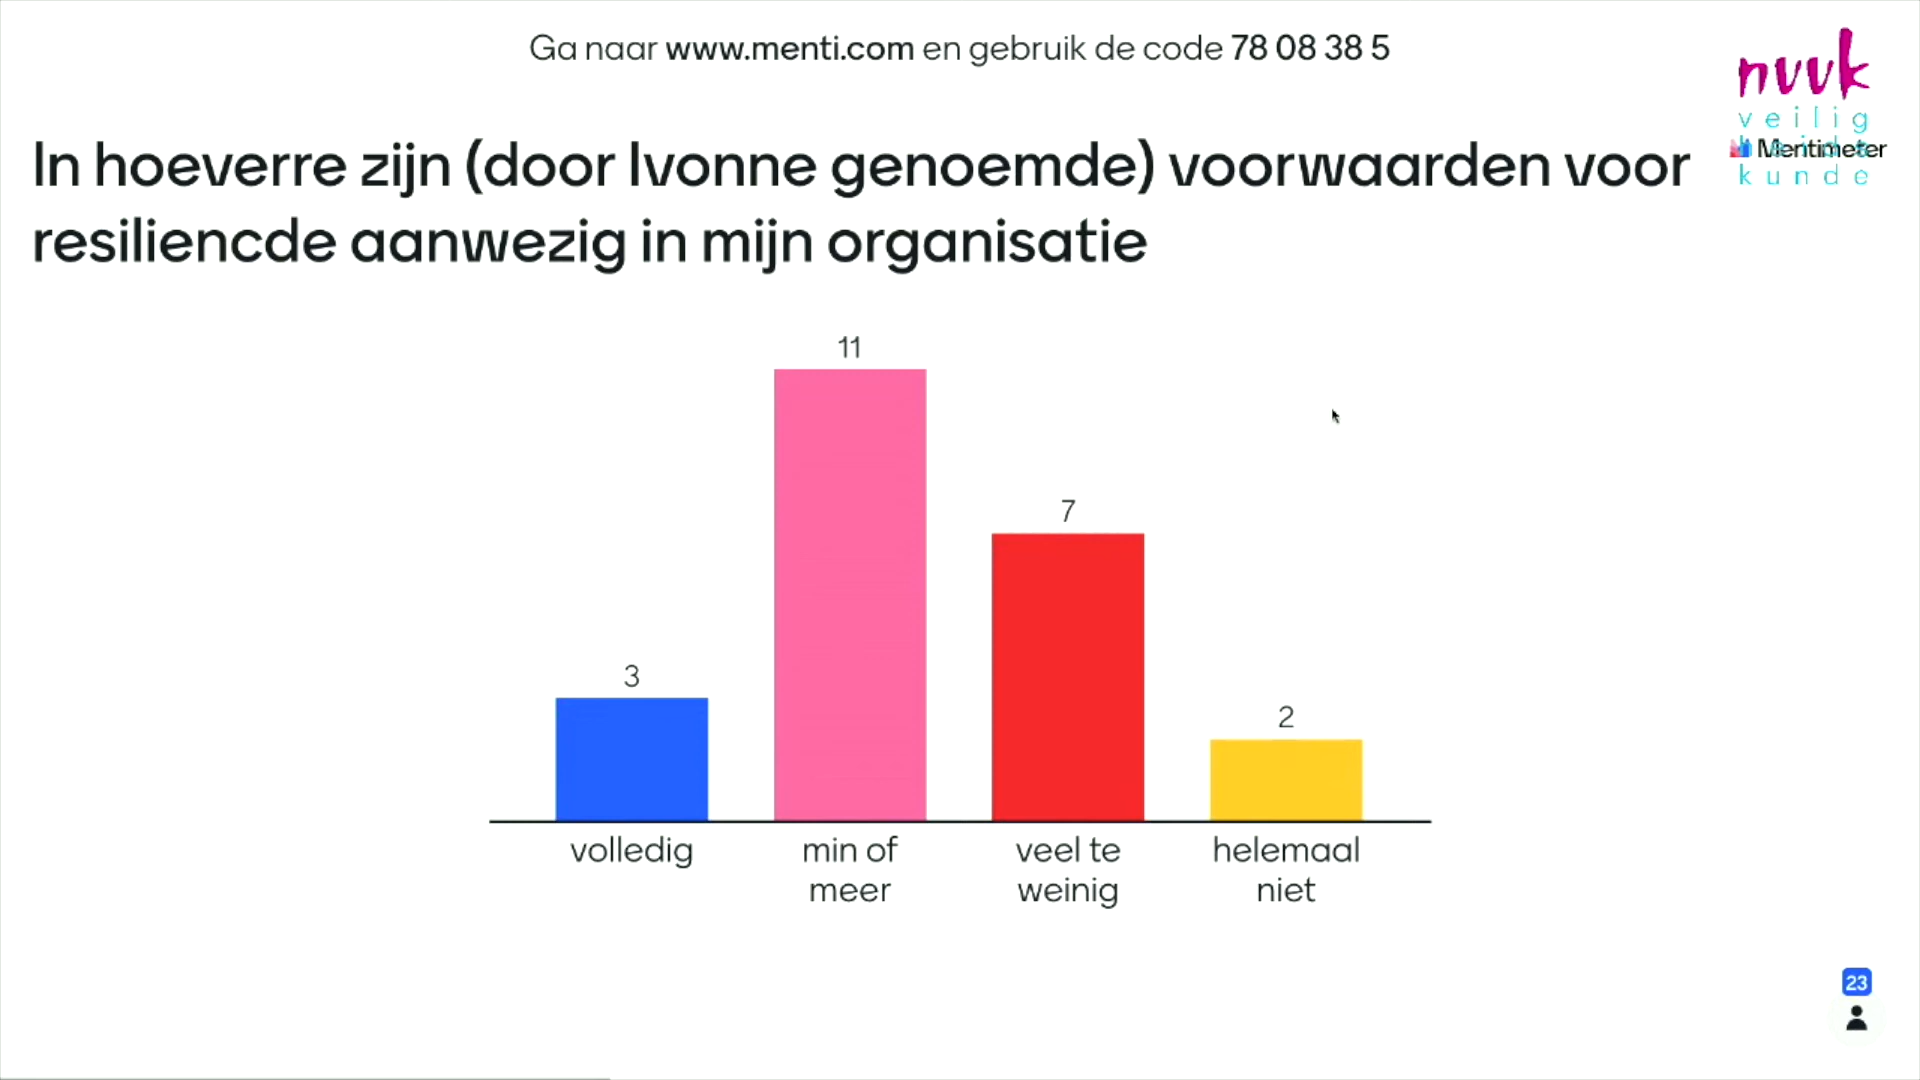 Ga naar www.menti.com en gebruik de code 78 08 38 5
nuuk
veilig
Mentimeter
kunde
In hoeverre zijn (door Ivonne genoemde) voorwaarden voor
resiliencde aanwezig in mijn organisatie
11
7
3
2
volledig
min of
meer
veel te
weinig
helemaal
niet
23